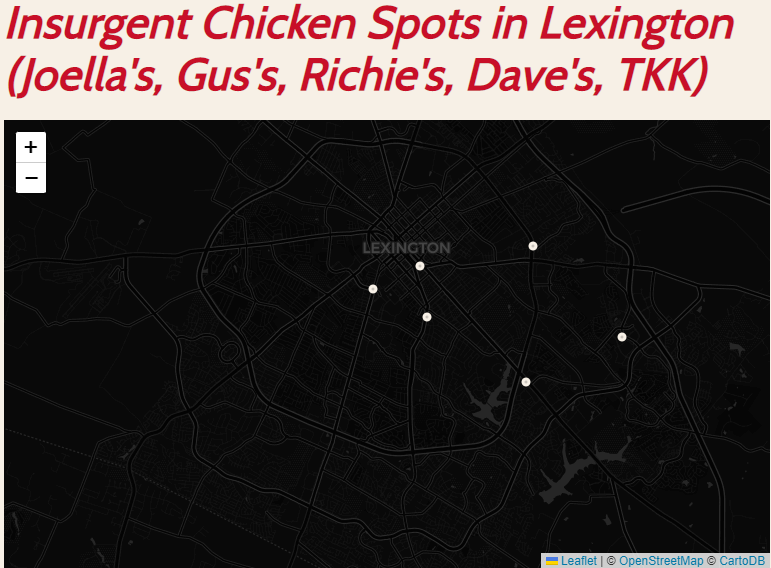 Insurgent Chicken Spots in Lexington
(Joella's, Gus's, Richie's, Dave's, TKK)
+
−
LEXINGTON
Leaflet | © OpenStreetMap © CartoDB